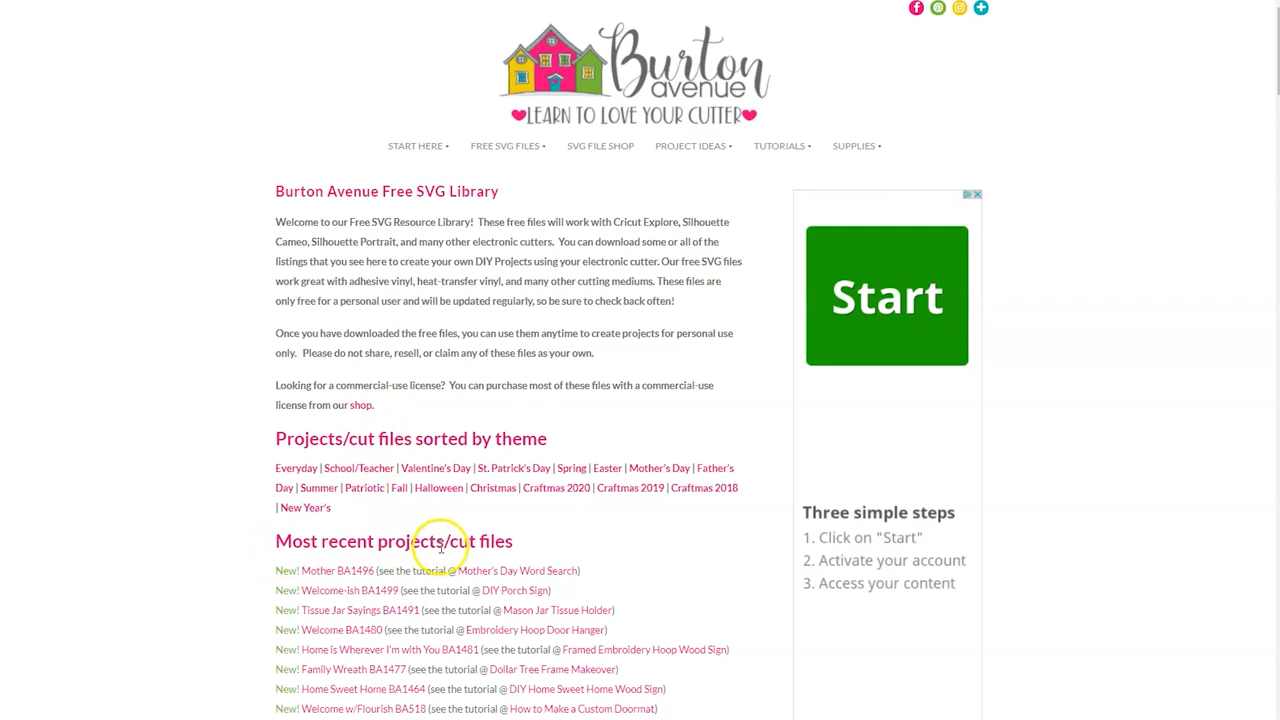 Burton
avenue
LEARN TO LOVE YOUR CUTTER
START HERE FREE SVG FILES SVG FILE SHOP PROJECT IDEAS TUTORIALS SUPPLIES
Burton Avenue Free SVG Library
Welcome to our Free SVG Resource Library! These free files will work with Cricut Explore, Silhouette
Cameo, Silhouette Portrait, and many other electronic cutters. You can download some or all of the
listings that you see here to create your own DIY Projects using your electronic cutter. Our free SVG files
work great with adhesive vinyl, heat-transfer vinyl, and many other cutting mediums. These files are
only free for a personal user and will be updated regularly, so be sure to check back often!
Once you have downloaded the free files, you can use them anytime to create projects for personal use
only. Please do not share, resell, or claim any of these files as your own.
Looking for a commercial-use license? You can purchase most of these files with a commercial-use
license from our shop.
Projects/cut files sorted by theme
Everyday | School/Teacher | Valentine's Day | St. Patrick's Day | Spring | Easter | Mother's Day | Father's
Day | Summer | Patriotic | Fall | Halloween | Christmas | Craftmas 2020 | Craftmas 2019 | Craftmas 2018
| New Year's
Most recent projects/cut files
New! Mother BA1496 (see the tutorial @ Mother's Day Word Search)
New! Welcome-ish BA1499 (see the tutorial @ DIY Porch Sign)
New! Tissue Jar Sayings BA1491 (see the tutorial @ Mason Jar Tissue Holder)
New! Welcome BA1480 (see the tutorial @ Embroidery Hoop Door Hanger)
New! Home is Wherever I'm with You BA1481 (see the tutorial @ Framed Embroidery Hoop Wood Sign)
New! Family Wreath BA1477 (see the tutorial @ Dollar Tree Frame Makeover)
New! Home Sweet Home BA1464 (see the tutorial @ DIY Home Sweet Home Wood Sign)
New! Welcome w/Flourish BA518 (see the tutorial @ How to Make a Custom Doormat)
Start
Three simple steps
1. Click on "Start"
2. Activate your account
3. Access your content